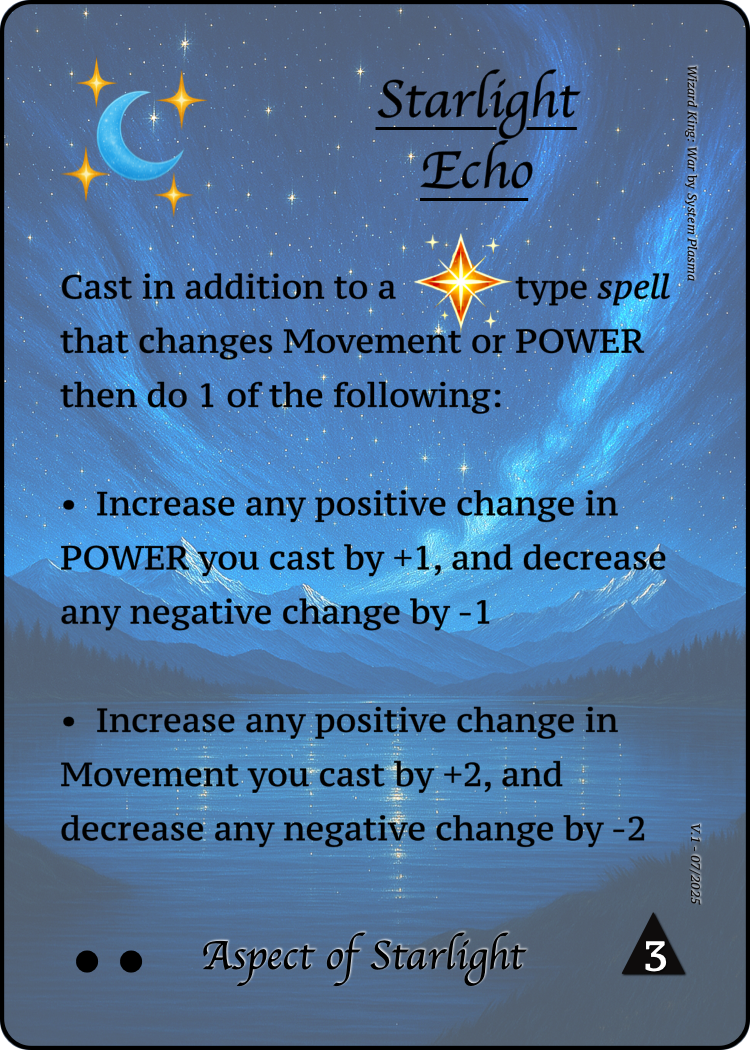 Starlight
Echo
Wizard King: War by System Plasma
Cast in addition to a type spell
that changes Movement or POWER
then do 1 of the following:
• Increase any positive change in
POWER you cast by +1, and decrease
any negative change by -1
• Increase any positive change in
Movement you cast by +2, and
decrease any negative change by -2
V.1 - 07/2025
Aspect of Starlight
3